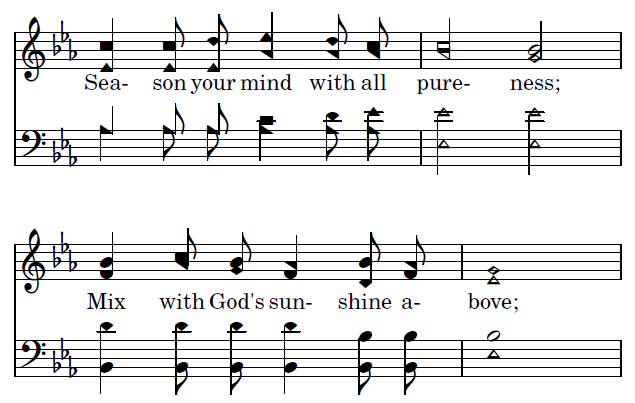 Sea- son your mind with all pure- ness;
Mix with God's sun- shine a- bove;